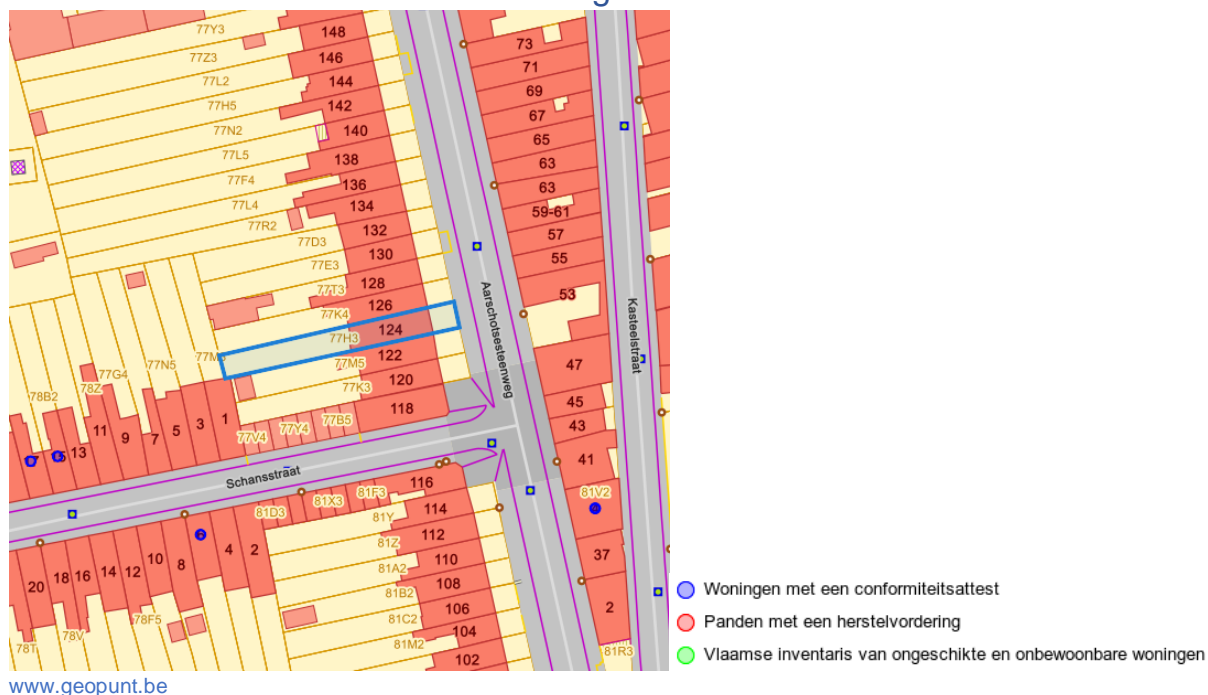 77Y3
148
73
77Z3
146
71
77L2
144
69
77H5
142
67
77N2
140
65
77L5
138
63
77F4
136
63
77L4
134
59-61
77R2
132
57
77D3
130
55
77E3
128
53
77T3
126
Aarschotsesteenweg
Kasteelstraat
77K4
124
77H3
122
47
77M5
77N5
77G4
120
77K3
78Z
78B2
118
45
43
1
3
5
7
9
11
13
77V4
77Y4
77B5
41
Schansstraat
116
81F3
81X3
81D3
81V2
114
81Y
112
81Z
37
110
81A2
108
81B2
2
106
81C2
104
81M2
102
81R3
2
4
6
8
10
12
14
16
18
20
78F5
78V
Woningen met een conformiteitsattest
Panden met een herstelvordering
Vlaamse inventaris van ongeschikte en onbewoonbare woningen
www.geopunt.be